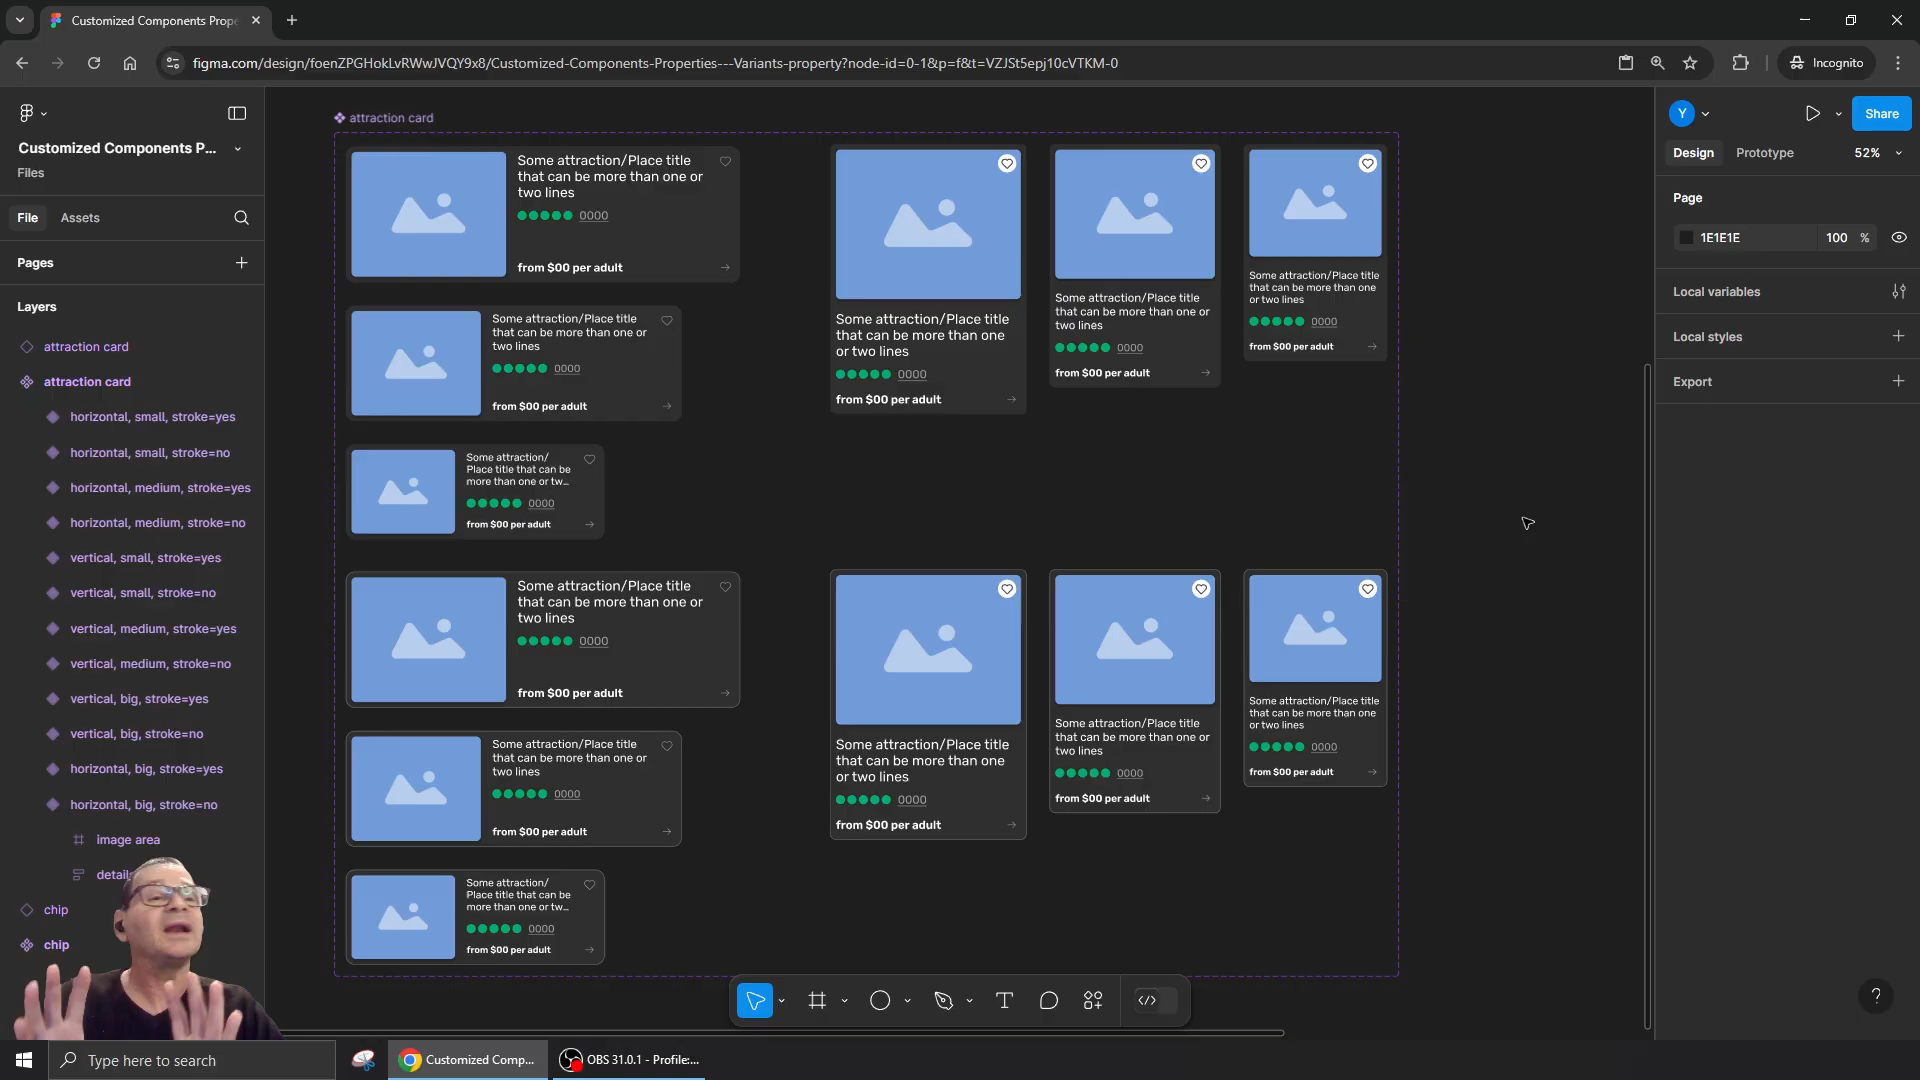 Customized Components Prope
figma.com/design/foenZPGHokLvRWwJVQY9x8/Customized-Components-Properties---Variants-property?node-id=0-1&p=f&t=VZJSt5epj10cVTKM-0
Incognito
Customized Components P...
Files
File
Assets
Pages
Layers
attraction card
attraction card
horizontal, small, stroke=yes
horizontal, small, stroke=no
horizontal, medium, stroke=yes
horizontal, medium, stroke=no
vertical, small, stroke=yes
vertical, small, stroke=no
vertical, medium, stroke=yes
vertical, medium, stroke=no
vertical, big, stroke=yes
vertical, big, stroke=no
horizontal, big, stroke=yes
horizontal, big, stroke=no
image area
chip
chip
attraction card
Some attraction/Place title
that can be more than one or
two lines
0000
from $00 per adult
Some attraction/Place title
that can be more than one or
two lines
0000
from $00 per adult
Some attraction/
Place title that can be
more than one or tw...
0000
from $00 per adult
Some attraction/Place title
that can be more than one
or two lines
0000
from $00 per adult
Some attraction/Place title
that can be more than one or
two lines
0000
from $00 per adult
Some attraction/Place title
that can be more than one
or two lines
0000
from $00 per adult
Some attraction/Place title
that can be more than one or
two lines
0000
from $00 per adult
Some attraction/Place title
that can be more than one or
two lines
0000
from $00 per adult
Some attraction/
Place title that can be
more than one or tw...
0000
from $00 per adult
Some attraction/Place title
that can be more than one
or two lines
0000
from $00 per adult
Some attraction/Place title
that can be more than one or
two lines
0000
from $00 per adult
Some attraction/Place title
that can be more than one
or two lines
0000
from $00 per adult
Y
Share
Design
Prototype
52%
Page
1E1E1E
100
%
Local variables
Local styles
Export
?
Type here to search
Customized Comp...
OBS 31.0.1 - Profile:...